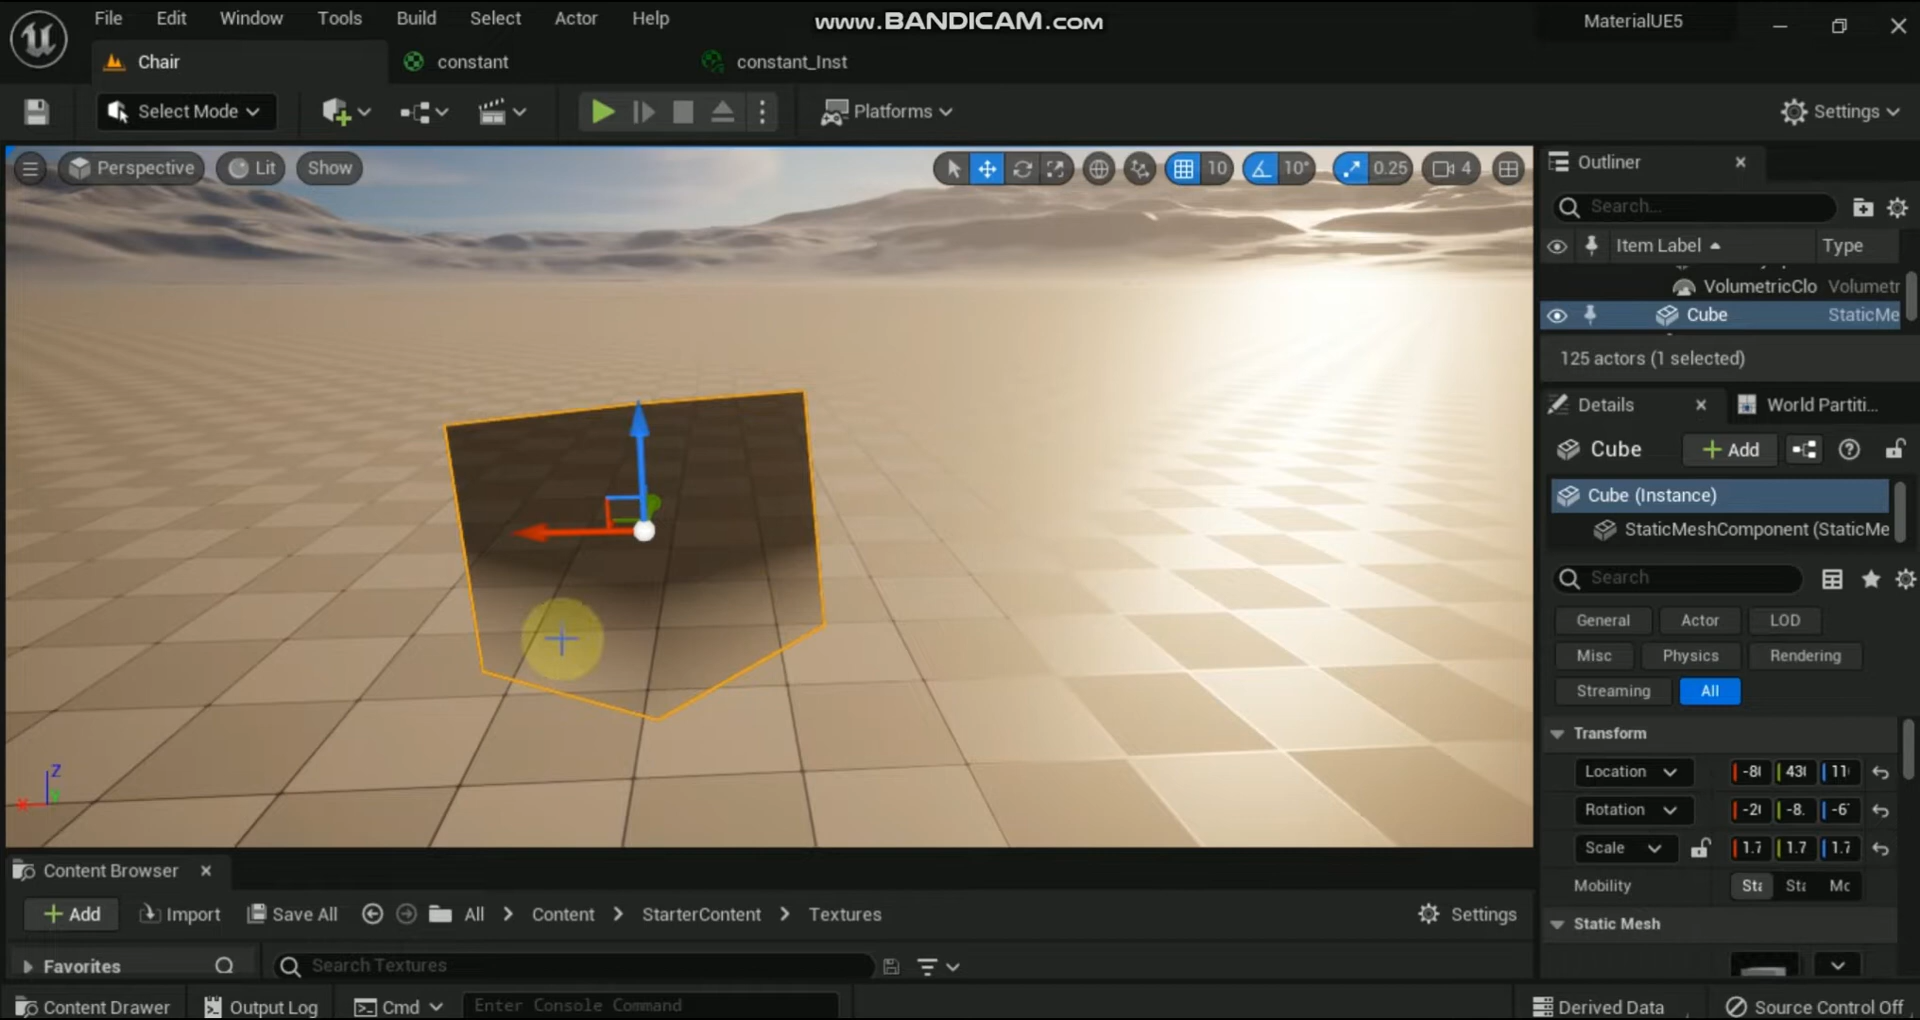 File Edit Window Tools Build Select Actor Help
www.BANDICAM.com
MaterialUE5
Chair
constant
constant_Inst
Select Mode
Platforms
Settings
Perspective
Lit
Show
10
10°
0.25
4
Outliner
Search...
Item Label
Type
VolumetricClo Volumetr
Cube StaticMe
125 actors (1 selected)
Details
World Partiti...
Cube
Add
Cube (Instance)
StaticMeshComponent (StaticMe
Search
General Actor LOD
Misc Physics Rendering
Streaming All
Transform
Location
Rotation
Scale 1.7 1.7 1.7
Mobility
Static Mesh
Z
Content Browser
Add Import Save All
All > Content > StarterContent > Textures
Settings
Favorites
Search Textures
Content Drawer
Output Log
Cmd
Enter Console Command
Derived Data
Source Control Off